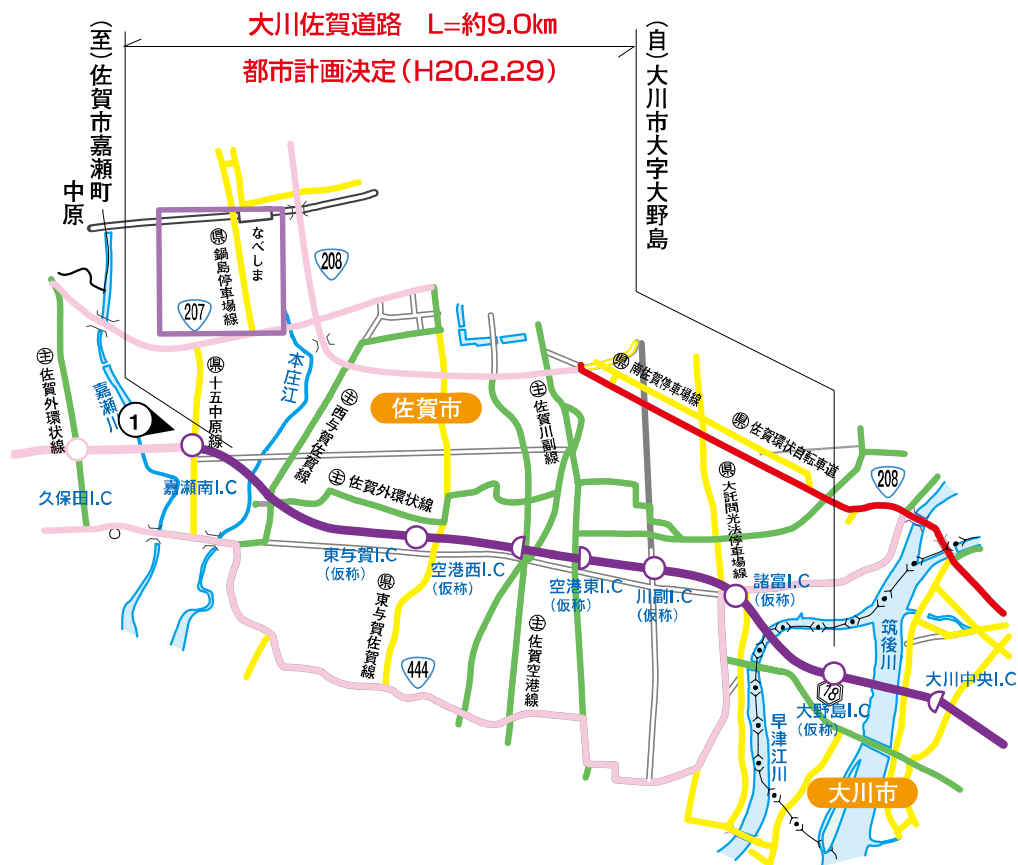 大川佐賀道路 L=約9.0km
都市計画決定(H20.2.29)
(至)佐賀市嘉瀬町
中原
(自)大川市大字大野島
なべしま
県 鍋島停車場線
208
207
主 佐賀外環状線
嘉瀬川
1
県 十五中原線
本庄江
主 西与賀佐賀線
佐賀市
主 佐賀川副線
県 南佐賀停車場線
県 佐賀環状自転車道
208
久保田I.C
嘉瀬南I.C
主 佐賀外環状線
県 大託間光法停車場線
東与賀I.C
(仮称)
空港西I.C
(仮称)
空港東I.C
(仮称)
川副I.C
(仮称)
諸富I.C
(仮称)
県 東与賀佐賀線
444
主 佐賀空港線
筑後川
早津江川
18
大野島I.C
(仮称)
大川中央I.C
大川市